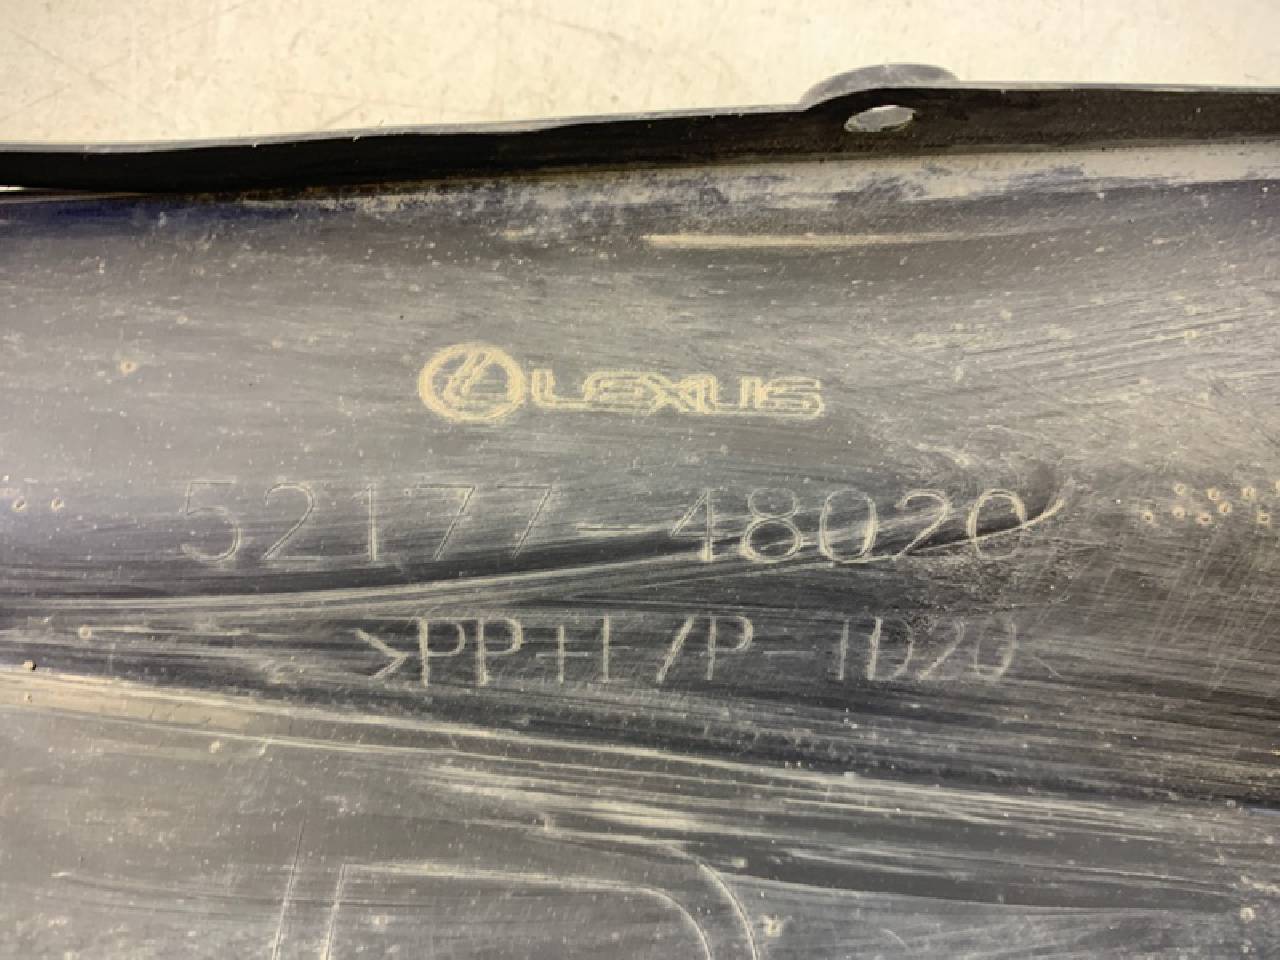 LEXUS
52177-48020
>PP+E/P-TD20<
R